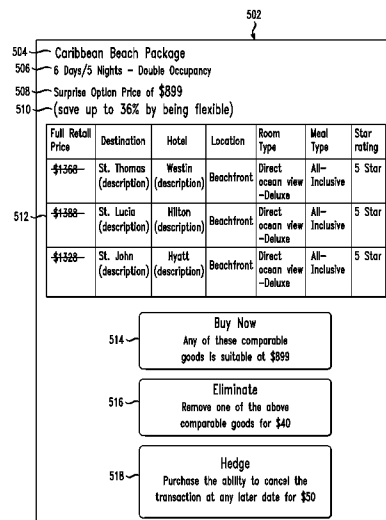 502
504 Caribbean Beach Package
506 6 Days/5 Nights - Double Occupancy
508 Surprise Option Price of $899
510 (save up to 36% by being flexible)
Full Retail Price Destination Hotel Location Room Type Meal Type Star rating
$1368 St. Thomas (description) Westin (description) Beachfront Direct ocean view -Deluxe All-Inclusive 5 Star
512
$1388 St. Lucia (description) Hilton (description) Beachfront Direct ocean view -Deluxe All-Inclusive 5 Star
$1328 St. John (description) Hyatt (description) Beachfront Direct ocean view -Deluxe All-Inclusive 5 Star
514
Buy Now
Any of these comparable
goods is suitable at $899
516
Eliminate
Remove one of the above
comparable goods for $40
518
Hedge
Purchase the ability to cancel the
transaction at any later date for $50